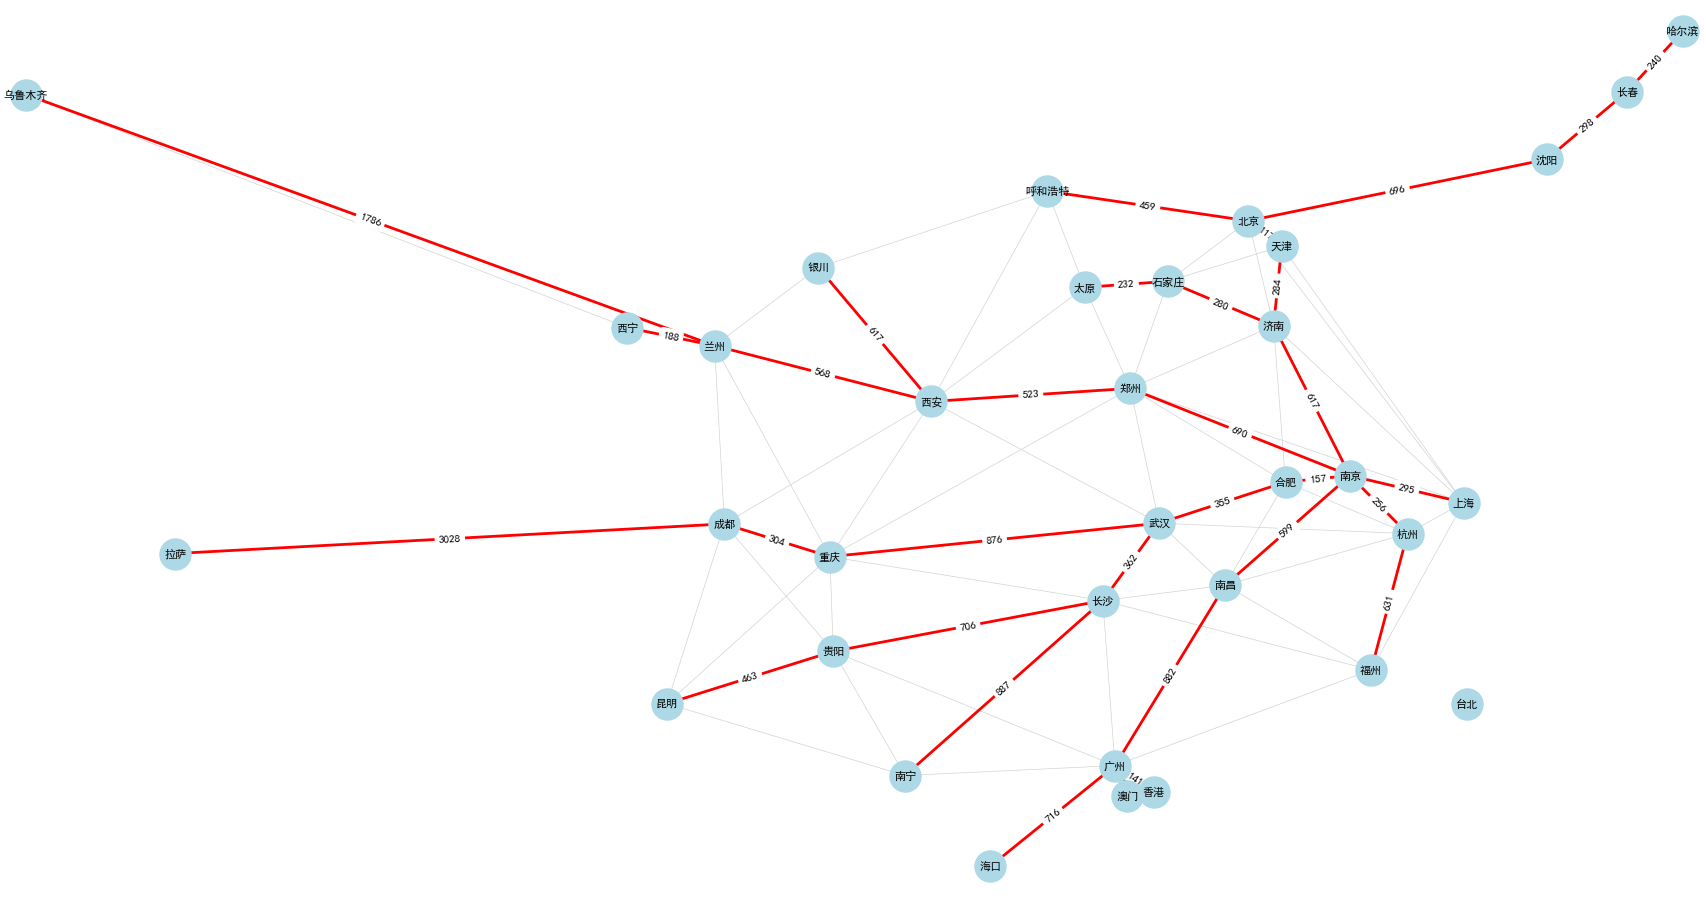 哈尔滨
240
长春
乌鲁木齐
298
沈阳
696
呼和浩特
459
北京
1786
天津
银川
太原
232
石家庄
280
284
西宁
188
兰州
617
济南
568
西安
523
郑州
617
690
合肥
157
南京
295
上海
355
256
成都
武汉
杭州
3028
304
876
599
拉萨
重庆
362
南昌
长沙
631
706
贵阳
福州
463
887
882
昆明
台北
南宁
广州
141
澳门
香港
716
海口